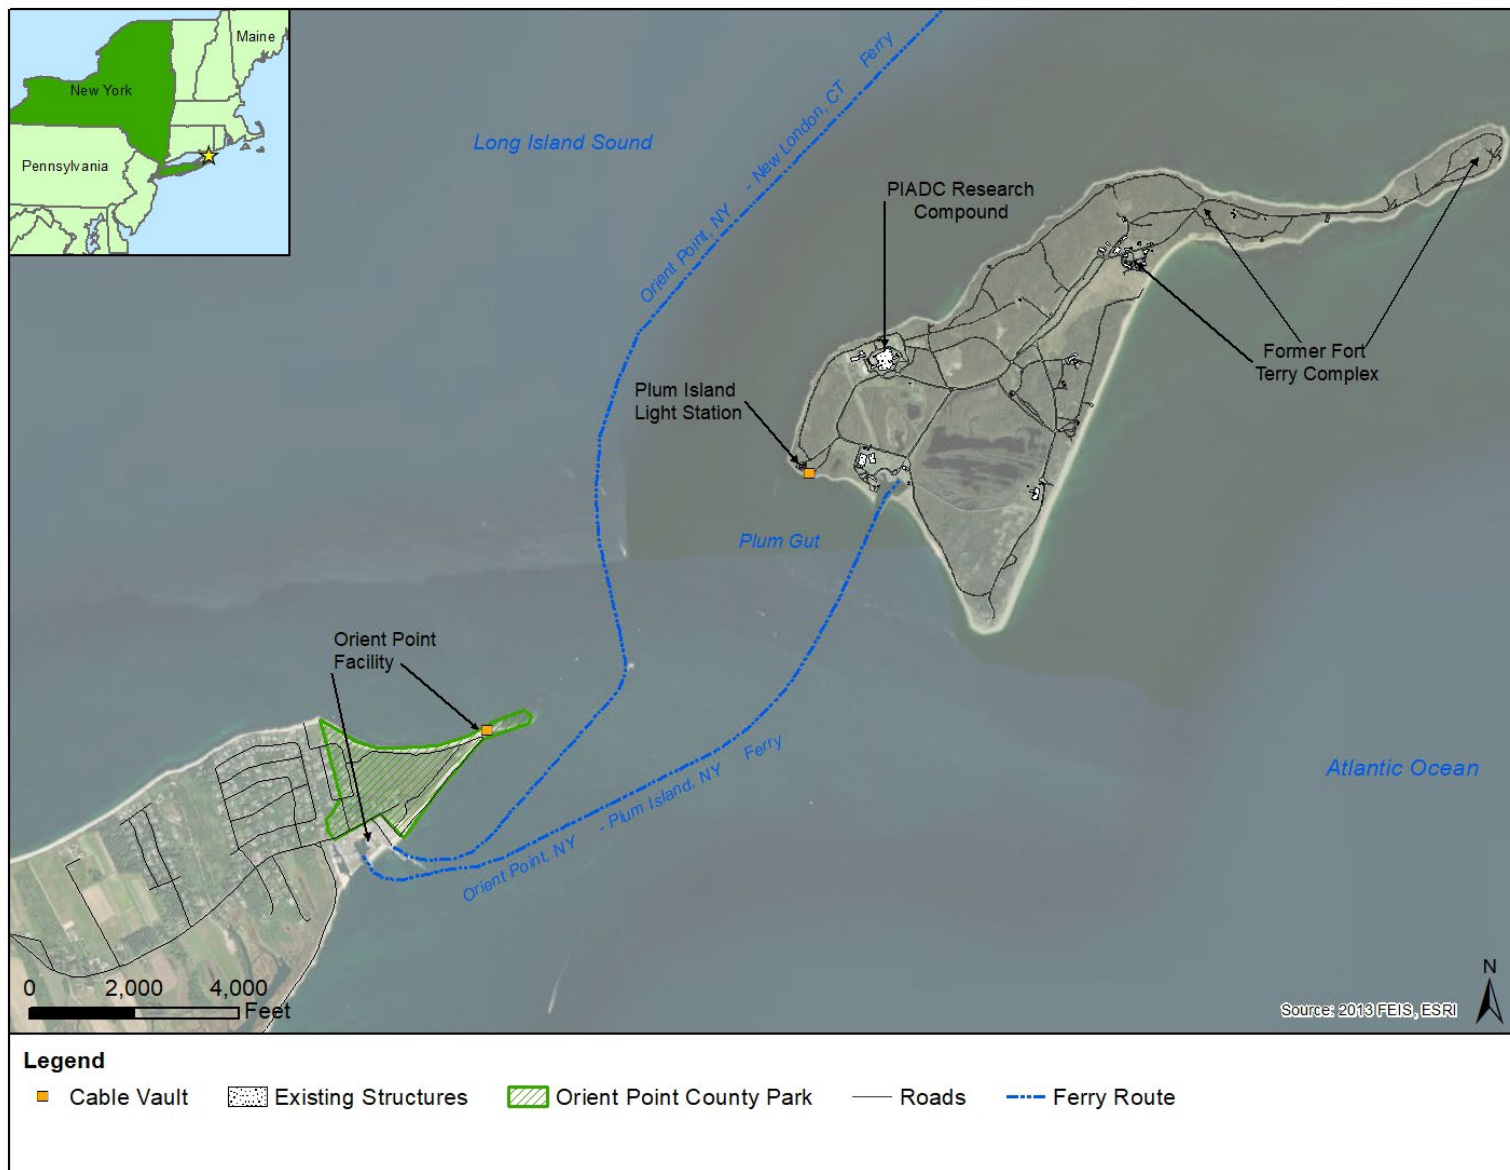 Maine
New York
Pennsylvania
Long Island Sound
Orient Point, NY - New London, CT Ferry
PIADC Research
Compound
Former Fort
Terry Complex
Plum Island
Light Station
Plum Gut
Orient Point
Facility
Atlantic Ocean
Orient Point, NY - Plum Island, NY Ferry
0 2,000 4,000
Feet
N
Source: 2013 FEIS, ESRI
Legend
Cable Vault
Existing Structures
Orient Point County Park
Roads
Ferry Route